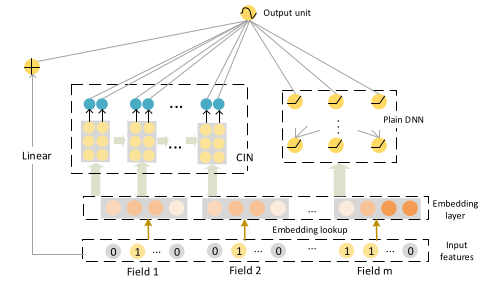 Output unit
Plain DNN
...
CIN
Linear
Embedding
layer
...
Embedding lookup
0 1 ... 0 0 1 ... 0 ... 1 1 ... 0
Input
features
Field 1 Field 2 Field m